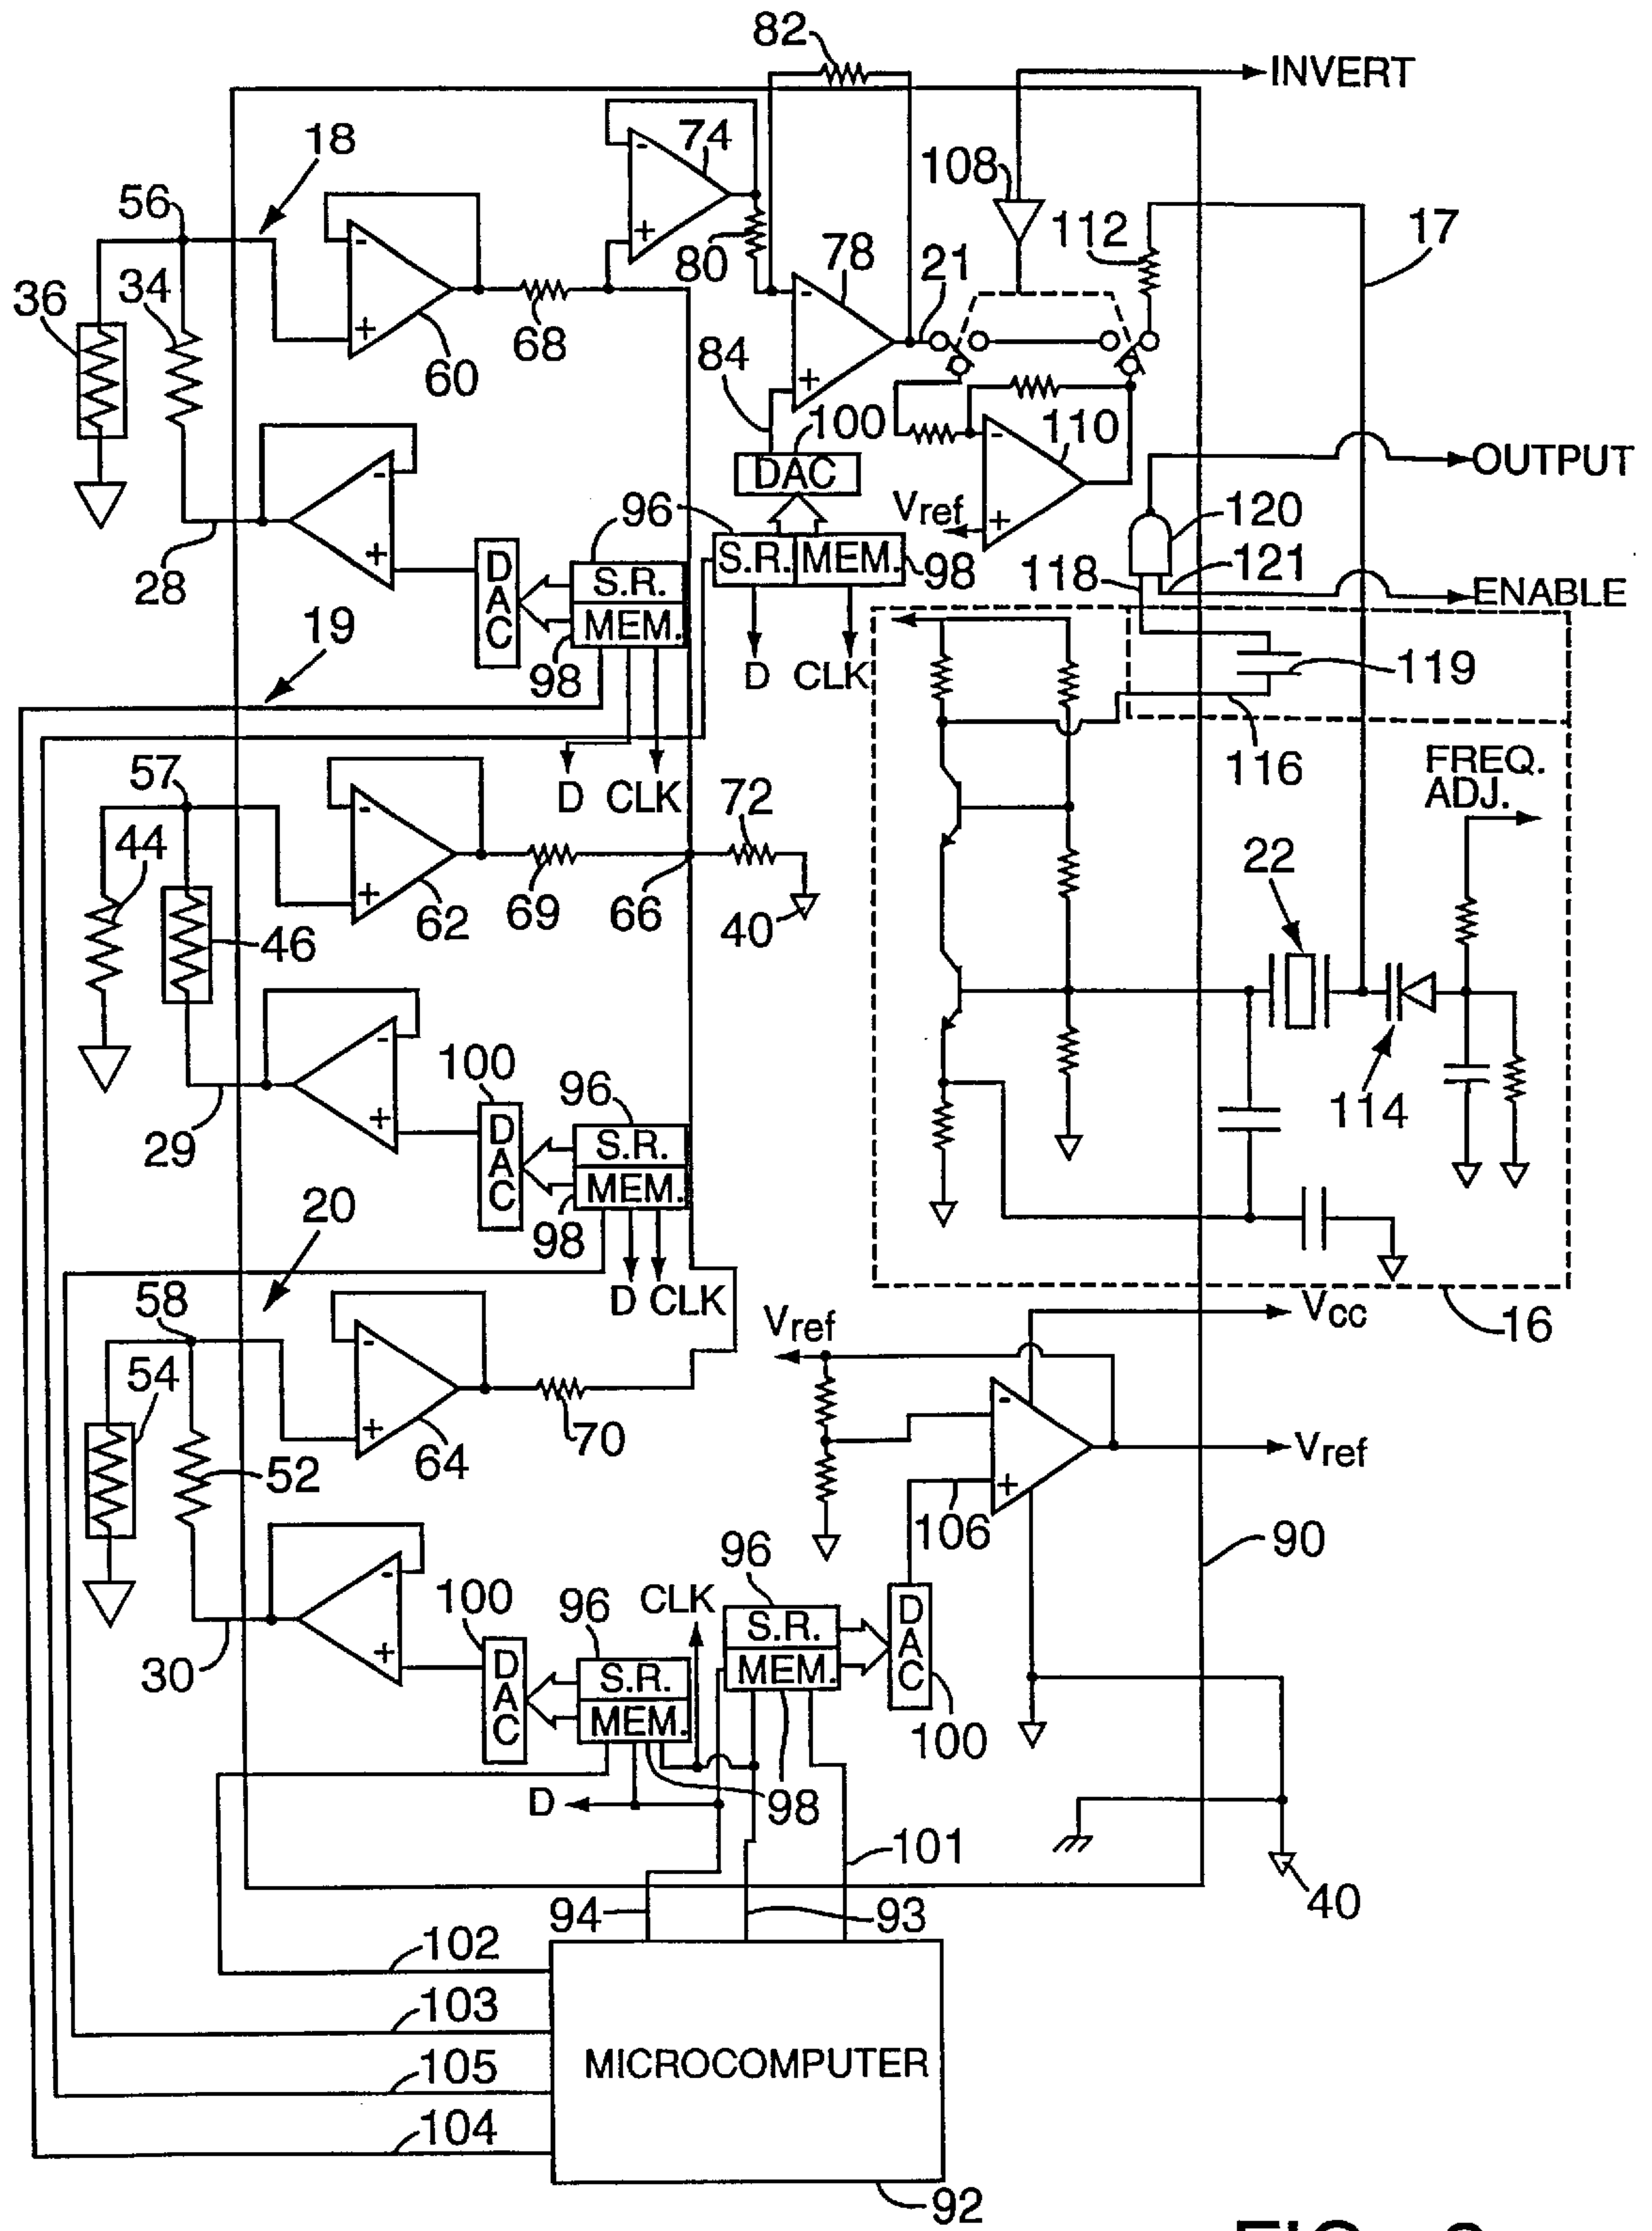 82
INVERT
18
74
108
56
112
17
36
34
-
+
80
78
21
60
68
84
-
+
100
DAC
110
OUTPUT
Vref
-
+
96
120
S.R.
MEM.
98
118
121
ENABLE
28
-
+
DAC
S.R.
MEM.
98
19
D
CLK
119
116
FREQ.
ADJ.
57
D
CLK
72
44
-
+
62
69
66
40
22
46
114
29
-
+
100
DAC
96
S.R.
MEM.
98
20
D
CLK
16
58
Vref
Vcc
54
-
+
64
70
52
-
+
Vref
106
90
96
30
-
+
100
DAC
96
CLK
S.R.
MEM.
S.R.
MEM.
DAC
100
D
98
101
94
93
40
102
103
105
104
MICROCOMPUTER
92